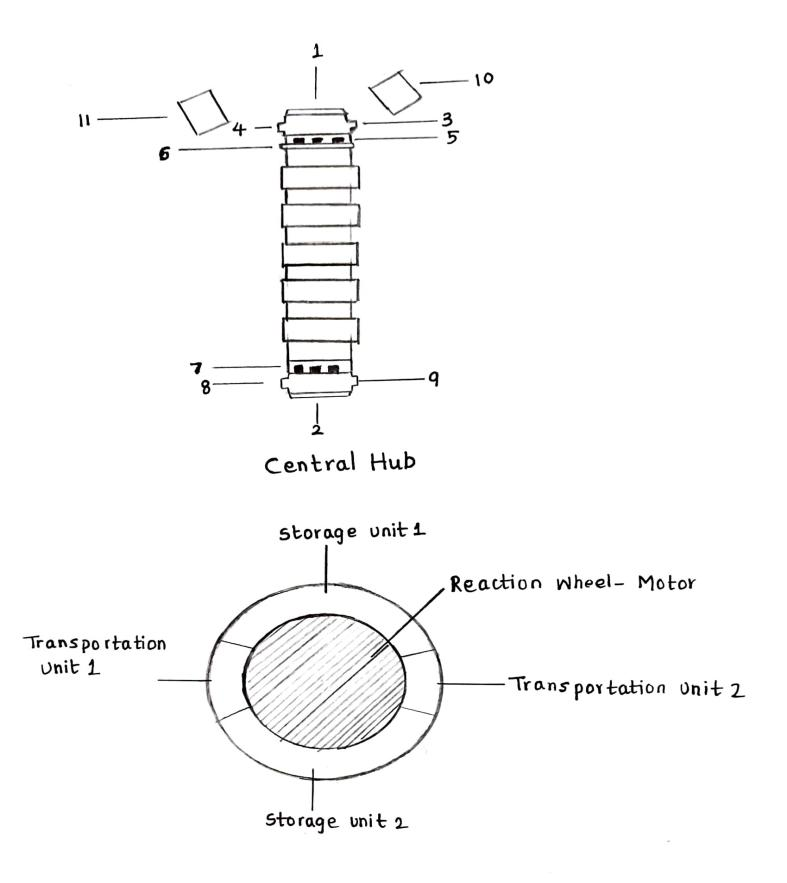 1
10
11
3
4
5
6
7
8
9
2
Central Hub
Storage unit 1
Reaction Wheel- Motor
Transportation
Unit 1
Transportation Unit 2
Storage unit 2